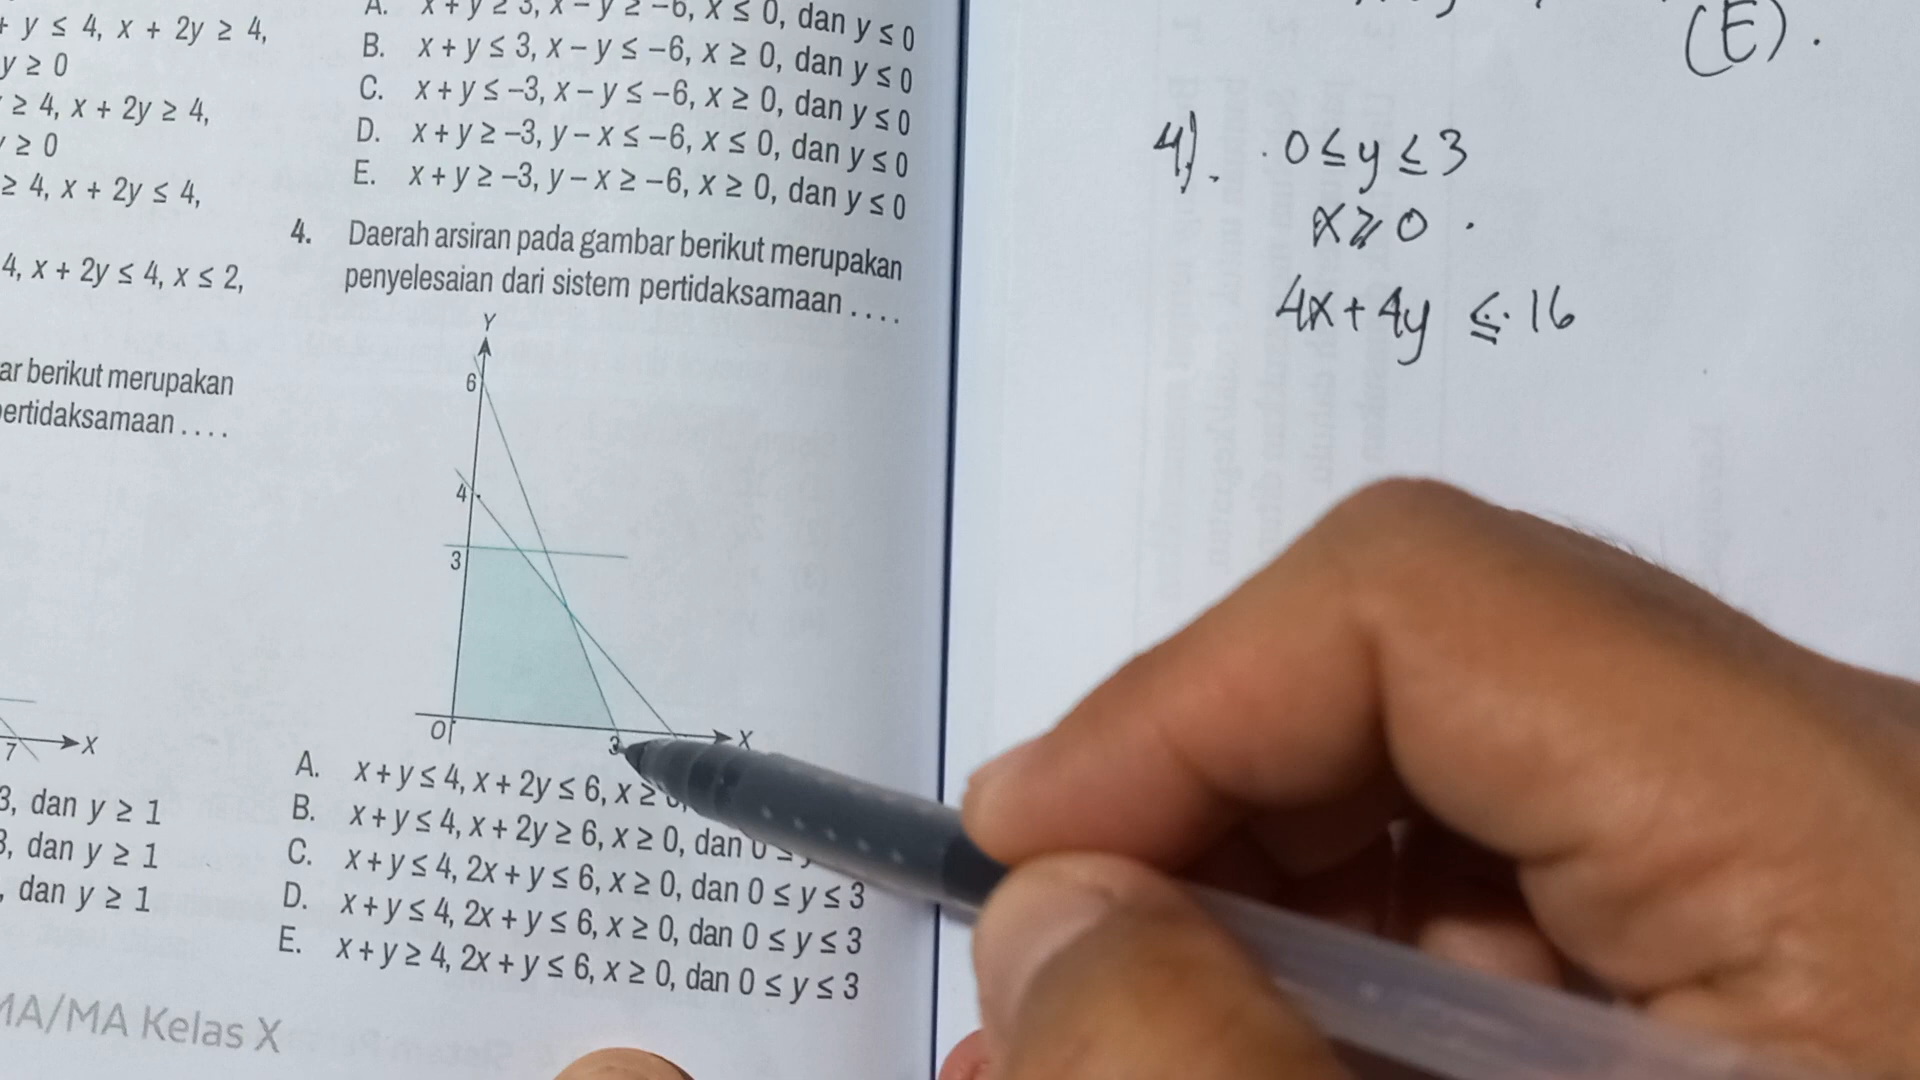 + y ≤ 4, x + 2y ≥ 4,
y ≥ 0
≥ 4, x + 2y ≥ 4,
≥ 0
≥ 4, x + 2y ≤ 4,
4, x + 2y ≤ 4, x ≤ 2,
ar berikut merupakan
pertidaksamaan . . . .
X
7
3, dan y ≥ 1
3, dan y ≥ 1
, dan y ≥ 1
MA/MA Kelas X
A. x + y ≥ 3, x − y ≥ −6, x ≤ 0, dan y ≤ 0
B. x + y ≤ 3, x − y ≤ −6, x ≥ 0, dan y ≤ 0
C. x + y ≤ −3, x − y ≤ −6, x ≥ 0, dan y ≤ 0
D. x + y ≥ −3, y − x ≤ −6, x ≤ 0, dan y ≤ 0
E. x + y ≥ −3, y − x ≥ −6, x ≥ 0, dan y ≤ 0
4. Daerah arsiran pada gambar berikut merupakan
penyelesaian dari sistem pertidaksamaan . . . .
Y
6
4
3
O 3 X
A. x + y ≤ 4, x + 2y ≤ 6, x ≥ 0,
B. x + y ≤ 4, x + 2y ≥ 6, x ≥ 0, dan 0 ≤ y
C. x + y ≤ 4, 2x + y ≤ 6, x ≥ 0, dan 0 ≤ y ≤ 3
D. x + y ≤ 4, 2x + y ≤ 6, x ≥ 0, dan 0 ≤ y ≤ 3
E. x + y ≥ 4, 2x + y ≤ 6, x ≥ 0, dan 0 ≤ y ≤ 3
(E).
4). 0 ≤ y ≤ 3
x ≥ 0
4x + 4y ≤ 16